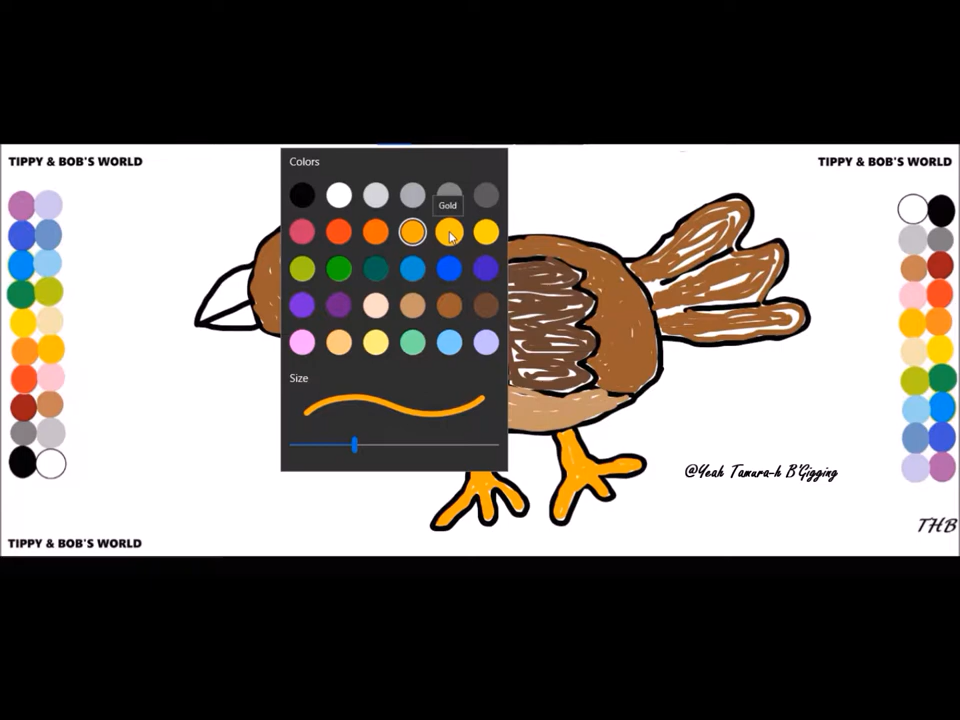 TIPPY & BOB'S WORLD
TIPPY & BOB'S WORLD
Colors
Gold
Size
@Yeah Tamura-h B'Gigging
THB
TIPPY & BOB'S WORLD